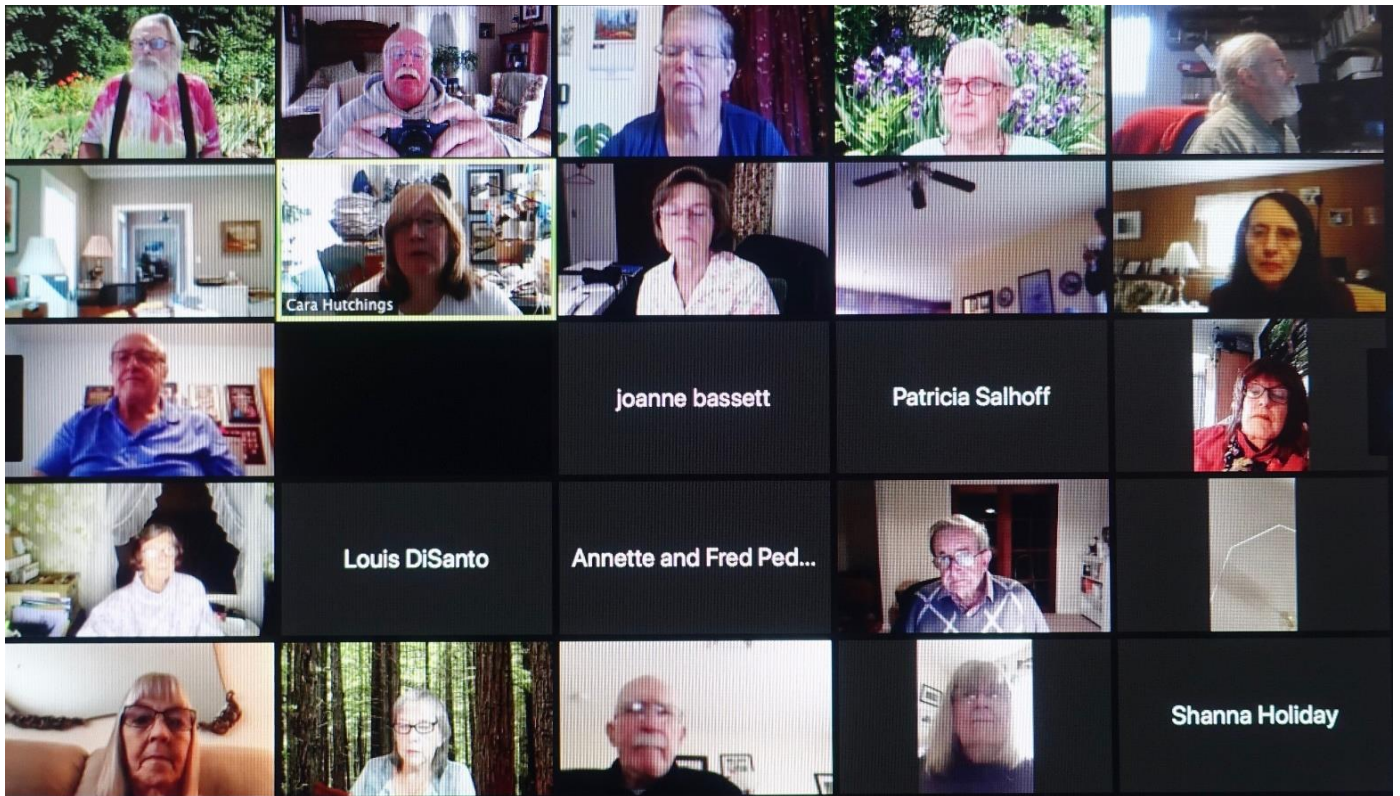 Cara Hutchings
joanne bassett
Patricia Salhoff
Louis DiSanto
Annette and Fred Ped...
Shanna Holiday